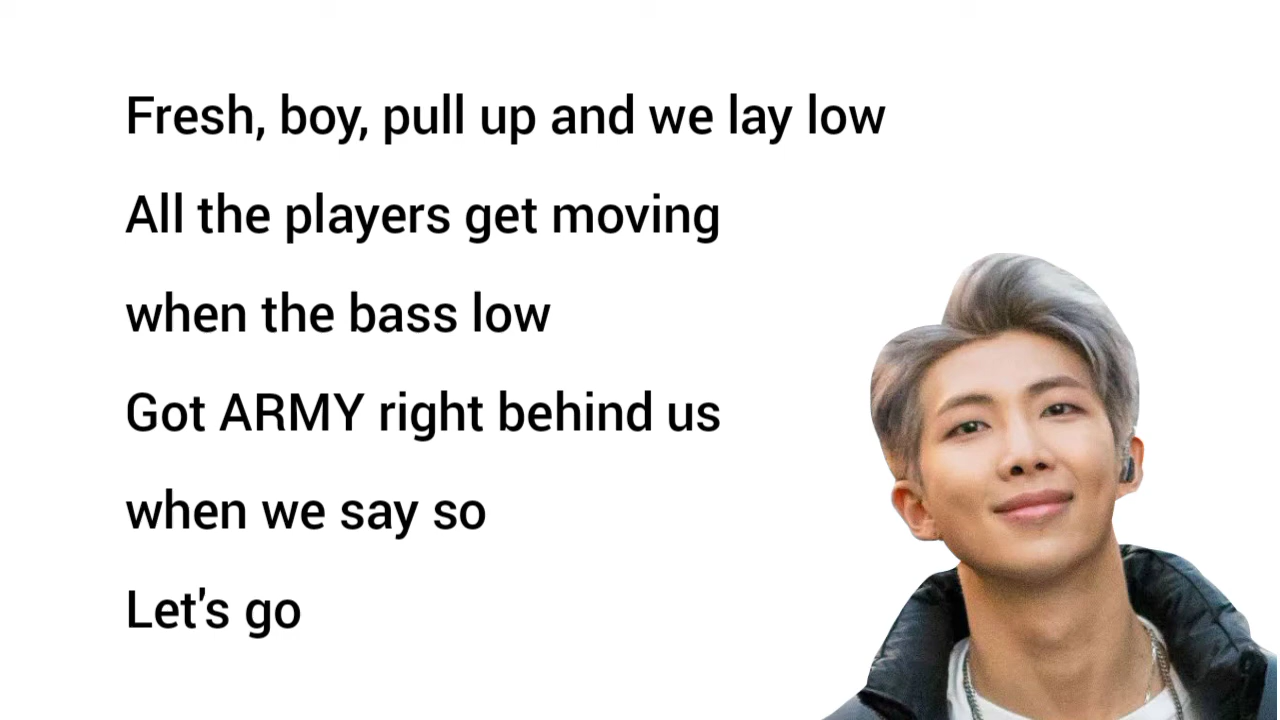 Fresh, boy, pull up and we lay low
All the players get moving
when the bass low
Got ARMY right behind us
when we say so
Let's go